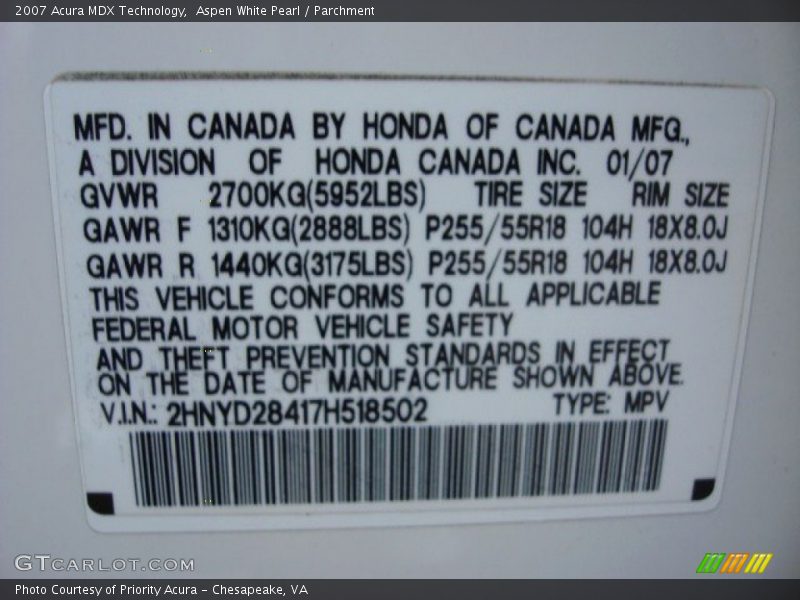 2007 Acura MDX Technology,  Aspen White Pearl / Parchment
MFD. IN CANADA BY HONDA OF CANADA MFG.,
A DIVISION OF HONDA CANADA INC. 01/07
GVWR 2700KG(5952LBS) TIRE SIZE RIM SIZE
GAWR F 1310KG(2888LBS) P255/55R18 104H 18X8.0J
GAWR R 1440KG(3175LBS) P255/55R18 104H 18X8.0J
THIS VEHICLE CONFORMS TO ALL APPLICABLE
FEDERAL MOTOR VEHICLE SAFETY
AND THEFT PREVENTION STANDARDS IN EFFECT
ON THE DATE OF MANUFACTURE SHOWN ABOVE.
V.I.N.: 2HNYD28417H518502 TYPE: MPV
GTCARLOT.COM
Photo Courtesy of Priority Acura – Chesapeake, VA